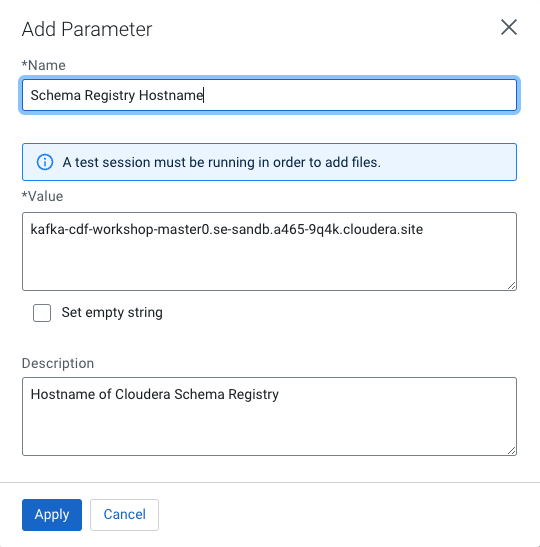 Add Parameter
*Name
Schema Registry Hostname
A test session must be running in order to add files.
*Value
kafka-cdf-workshop-master0.se-sandb.a465-9q4k.cloudera.site
Set empty string
Description
Hostname of Cloudera Schema Registry
Apply
Cancel